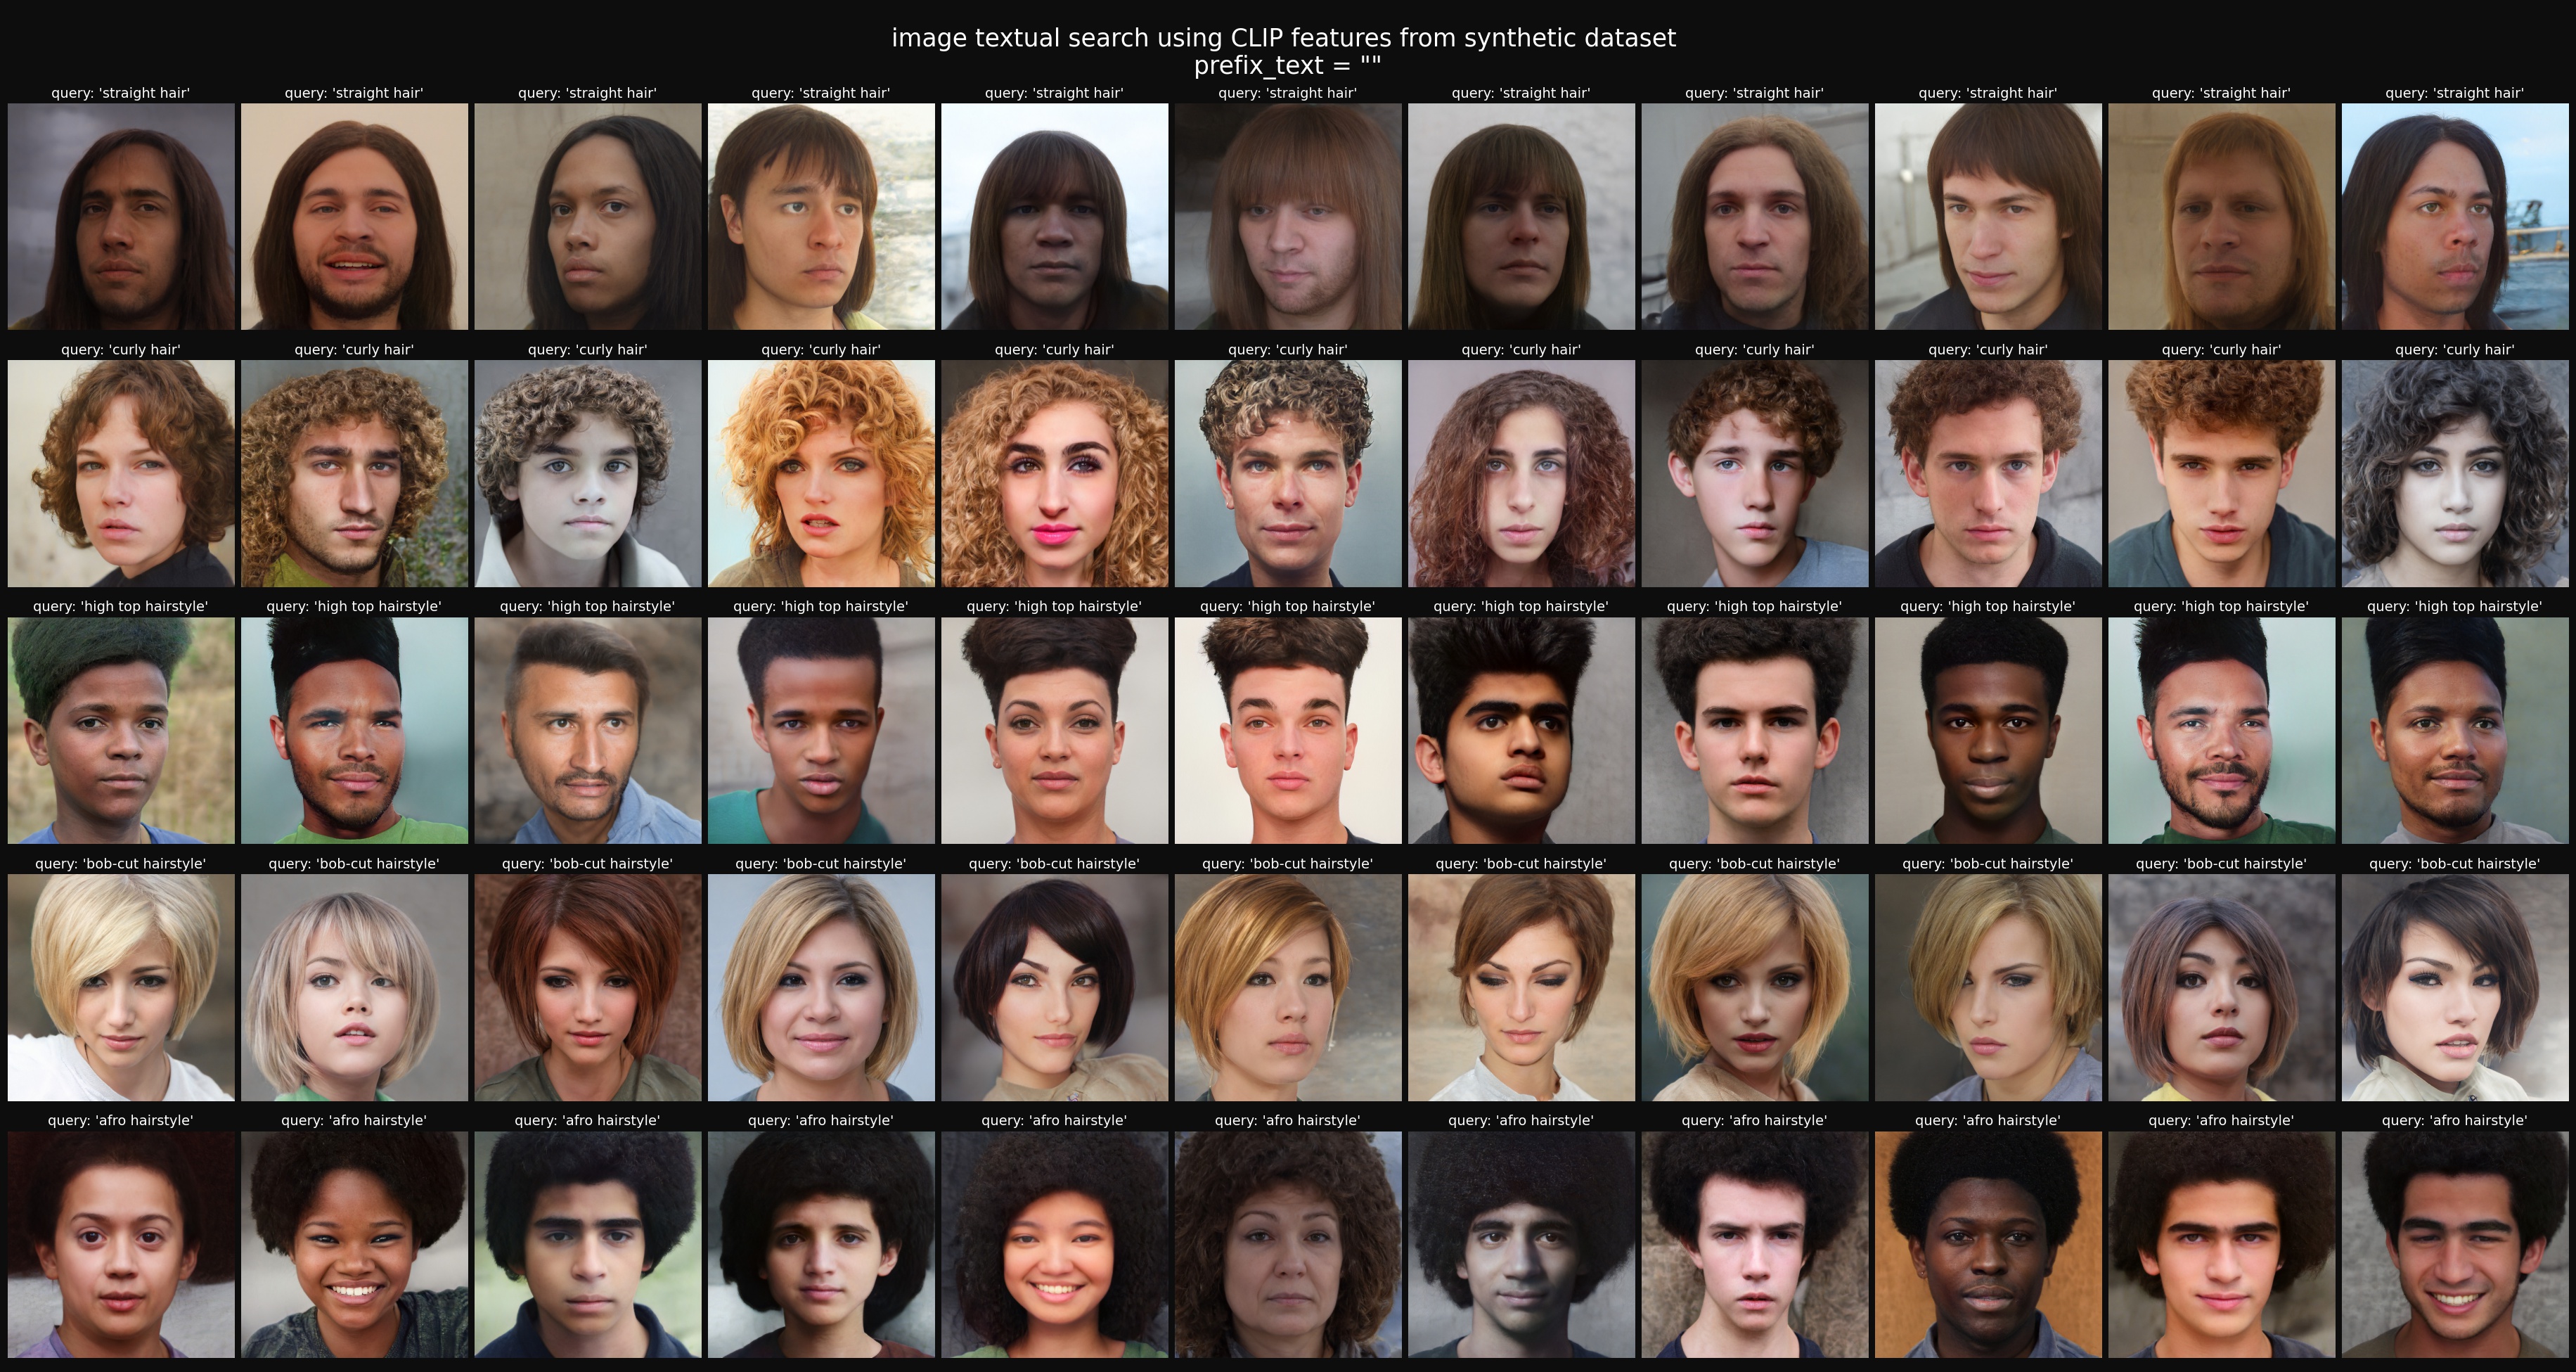 image textual search using CLIP features from synthetic dataset
prefix_text = ""
query: 'straight hair' query: 'straight hair' query: 'straight hair' query: 'straight hair' query: 'straight hair' query: 'straight hair' query: 'straight hair' query: 'straight hair' query: 'straight hair' query: 'straight hair' query: 'straight hair'
query: 'curly hair' query: 'curly hair' query: 'curly hair' query: 'curly hair' query: 'curly hair' query: 'curly hair' query: 'curly hair' query: 'curly hair' query: 'curly hair' query: 'curly hair' query: 'curly hair'
query: 'high top hairstyle' query: 'high top hairstyle' query: 'high top hairstyle' query: 'high top hairstyle' query: 'high top hairstyle' query: 'high top hairstyle' query: 'high top hairstyle' query: 'high top hairstyle' query: 'high top hairstyle' query: 'high top hairstyle' query: 'high top hairstyle'
query: 'bob-cut hairstyle' query: 'bob-cut hairstyle' query: 'bob-cut hairstyle' query: 'bob-cut hairstyle' query: 'bob-cut hairstyle' query: 'bob-cut hairstyle' query: 'bob-cut hairstyle' query: 'bob-cut hairstyle' query: 'bob-cut hairstyle' query: 'bob-cut hairstyle' query: 'bob-cut hairstyle'
query: 'afro hairstyle' query: 'afro hairstyle' query: 'afro hairstyle' query: 'afro hairstyle' query: 'afro hairstyle' query: 'afro hairstyle' query: 'afro hairstyle' query: 'afro hairstyle' query: 'afro hairstyle' query: 'afro hairstyle' query: 'afro hairstyle'